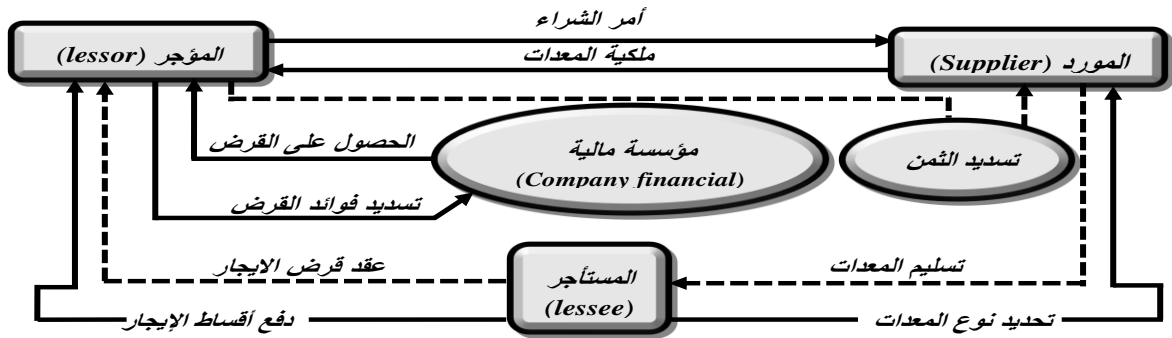 أمر الشراء
المورد (Supplier)
المؤجر (lessor)
ملكية المعدات
الحصول على القرض
مؤسسة مالية
(Company financial)
تسديد الثمن
تسديد فوائد القرض
المستأجر
(lessee)
تسليم المعدات
عقد قرض الايجار
تحديد نوع المعدات
دفع أقساط الإيجار